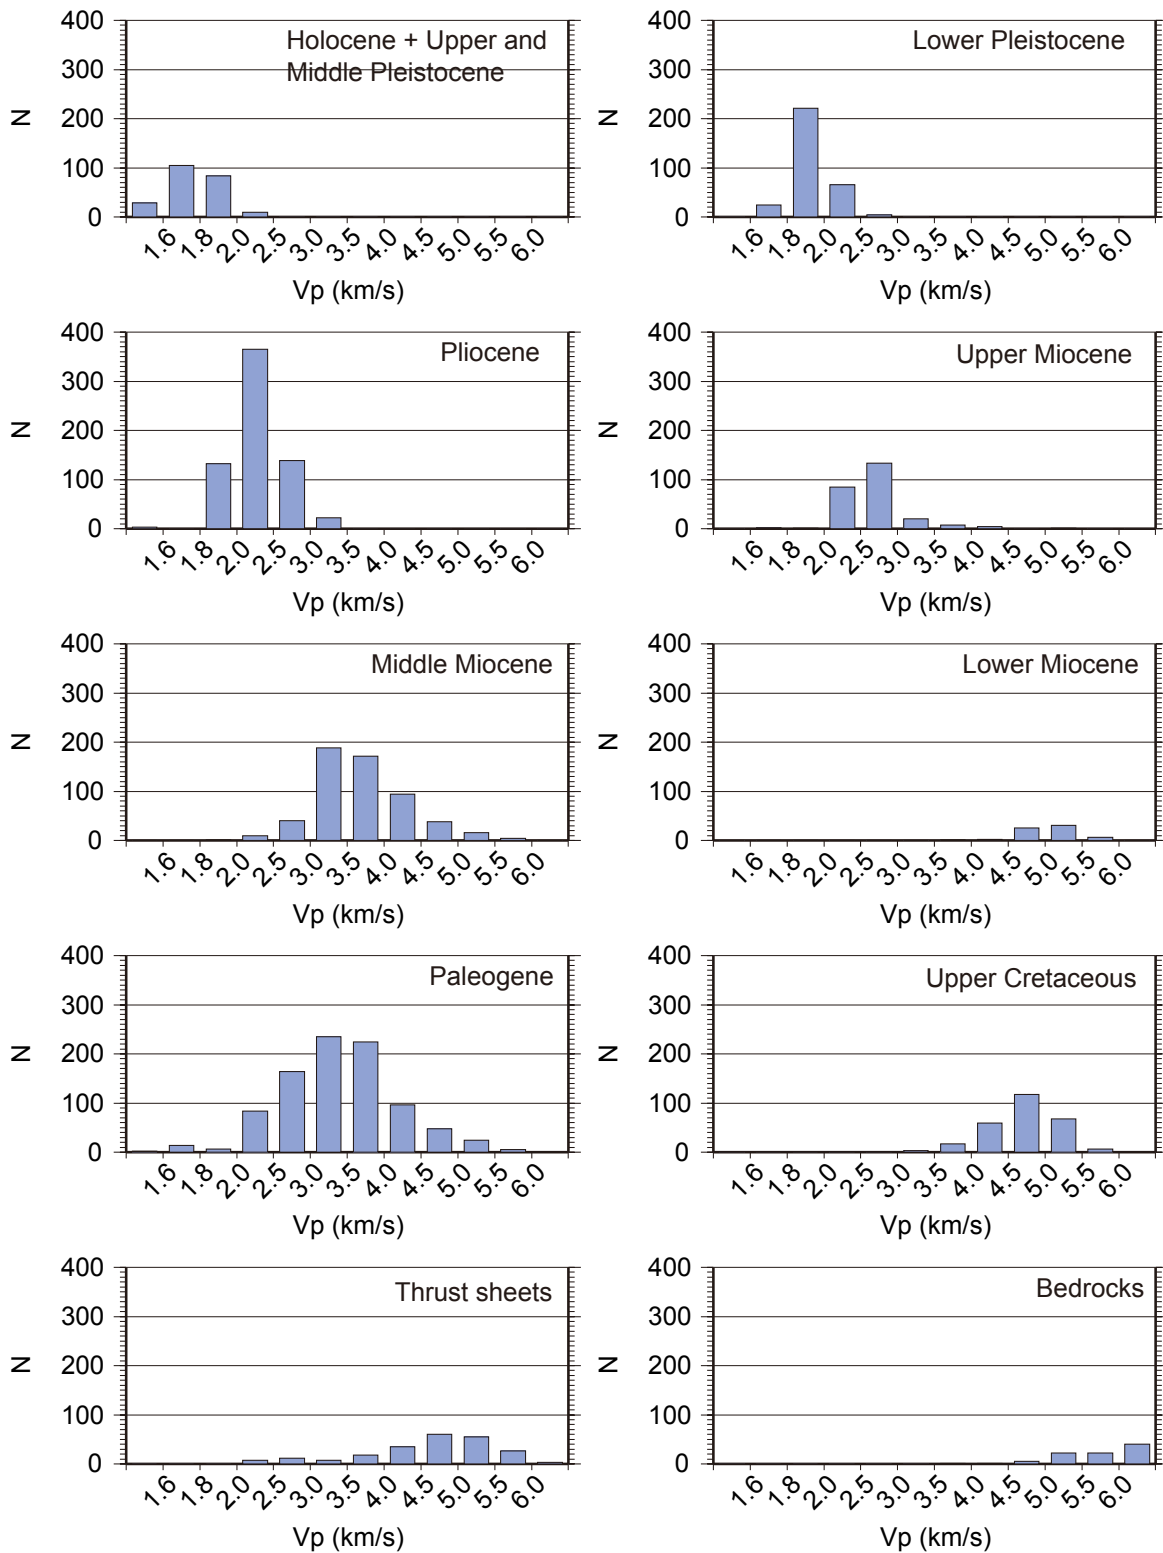 Holocene + Upper and
Middle Pleistocene
400
300
200
100
0
N
1.6 1.8 2.0 2.5 3.0 3.5 4.0 4.5 5.0 5.5 6.0
Vp (km/s)
Lower Pleistocene
400
300
200
100
0
N
1.6 1.8 2.0 2.5 3.0 3.5 4.0 4.5 5.0 5.5 6.0
Vp (km/s)
Pliocene
400
300
200
100
0
N
1.6 1.8 2.0 2.5 3.0 3.5 4.0 4.5 5.0 5.5 6.0
Vp (km/s)
Upper Miocene
400
300
200
100
0
N
1.6 1.8 2.0 2.5 3.0 3.5 4.0 4.5 5.0 5.5 6.0
Vp (km/s)
Middle Miocene
400
300
200
100
0
N
1.6 1.8 2.0 2.5 3.0 3.5 4.0 4.5 5.0 5.5 6.0
Vp (km/s)
Lower Miocene
400
300
200
100
0
N
1.6 1.8 2.0 2.5 3.0 3.5 4.0 4.5 5.0 5.5 6.0
Vp (km/s)
Paleogene
400
300
200
100
0
N
1.6 1.8 2.0 2.5 3.0 3.5 4.0 4.5 5.0 5.5 6.0
Vp (km/s)
Upper Cretaceous
400
300
200
100
0
N
1.6 1.8 2.0 2.5 3.0 3.5 4.0 4.5 5.0 5.5 6.0
Vp (km/s)
Thrust sheets
400
300
200
100
0
N
1.6 1.8 2.0 2.5 3.0 3.5 4.0 4.5 5.0 5.5 6.0
Vp (km/s)
Bedrocks
400
300
200
100
0
N
1.6 1.8 2.0 2.5 3.0 3.5 4.0 4.5 5.0 5.5 6.0
Vp (km/s)